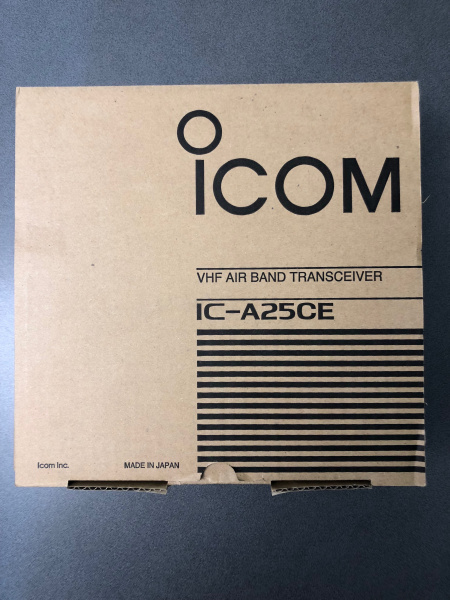 ICOM
VHF AIR BAND TRANSCEIVER
IC-A25CE
Icom Inc. MADE IN JAPAN